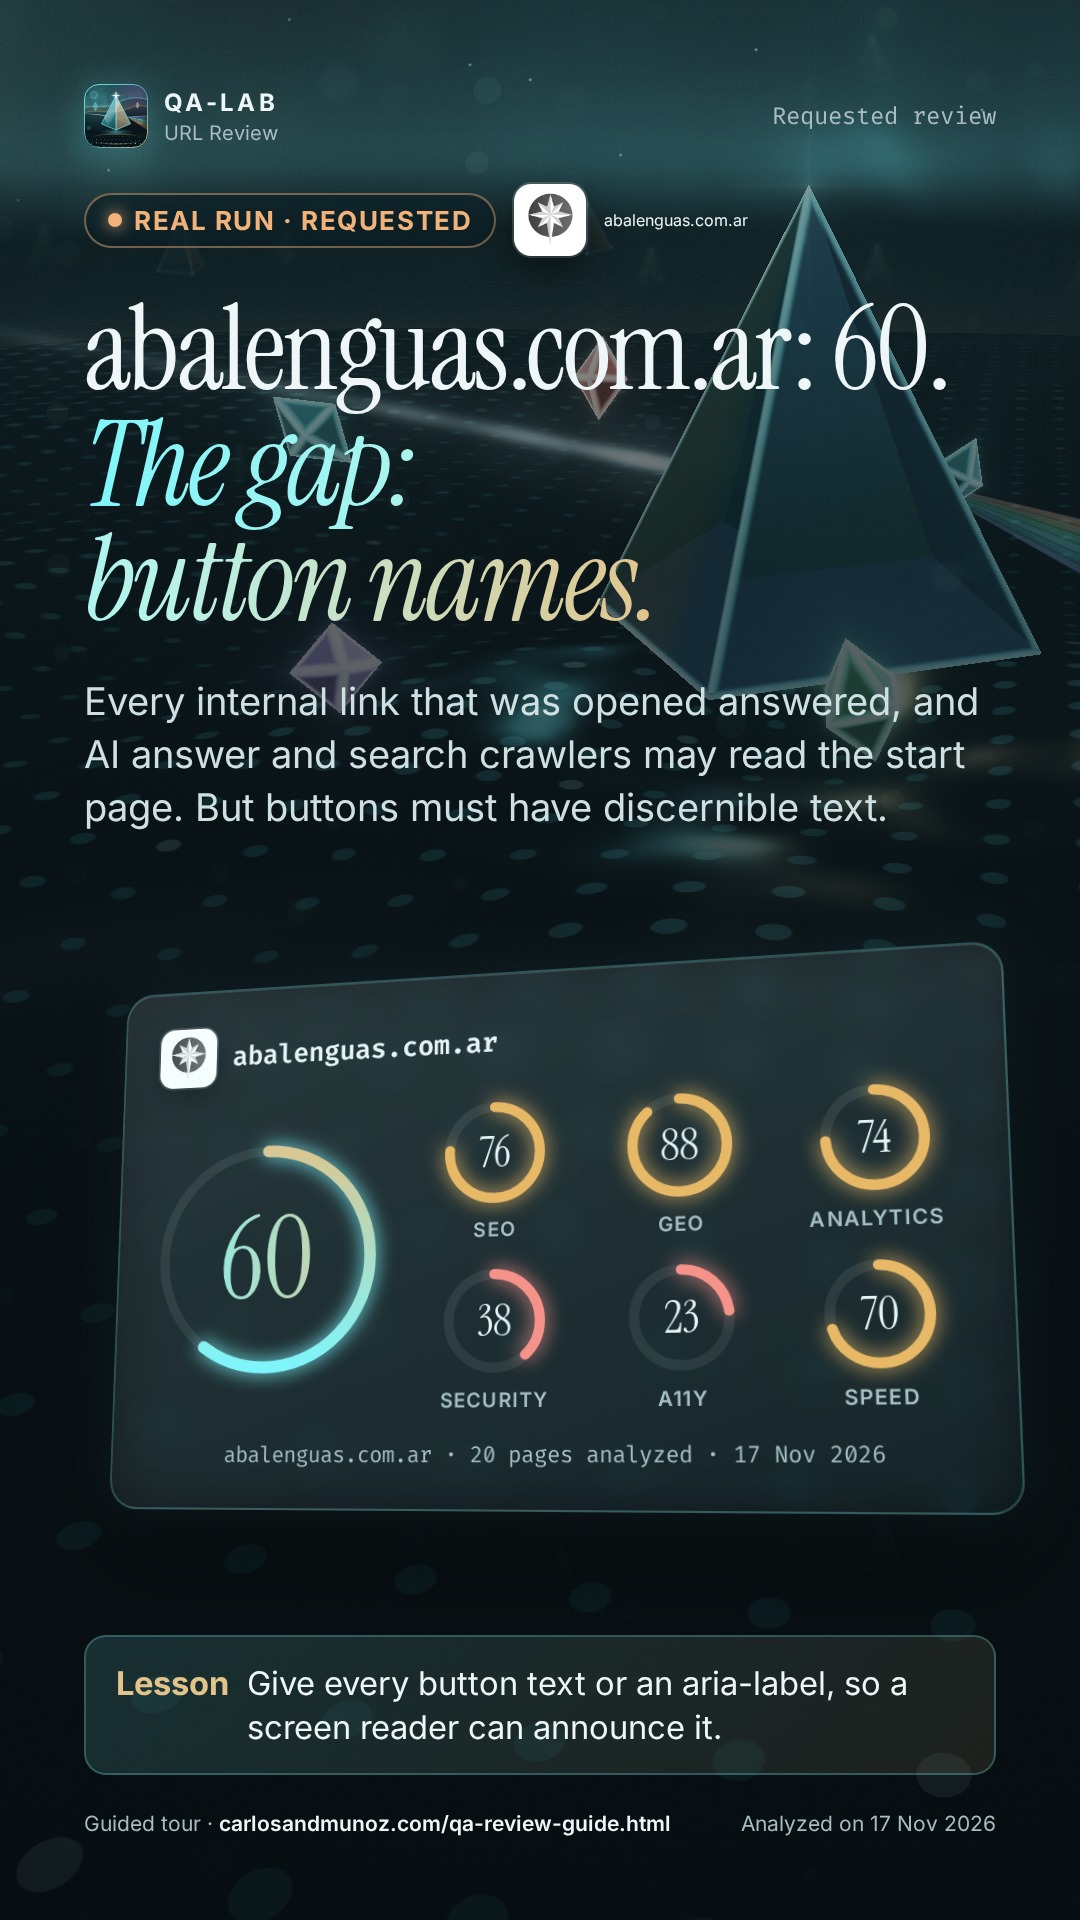 QA-LAB
URL Review
Requested review
REAL RUN · REQUESTED
abalenguas.com.ar
abalenguas.com.ar: 60.
The gap:
button names.
Every internal link that was opened answered, and
AI answer and search crawlers may read the start
page. But buttons must have discernible text.
abalenguas.com.ar
60
76
SEO
88
GEO
74
ANALYTICS
38
SECURITY
23
A11Y
70
SPEED
abalenguas.com.ar · 20 pages analyzed · 17 Nov 2026
Lesson Give every button text or an aria-label, so a
screen reader can announce it.
Guided tour · carlosandmunoz.com/qa-review-guide.html
Analyzed on 17 Nov 2026